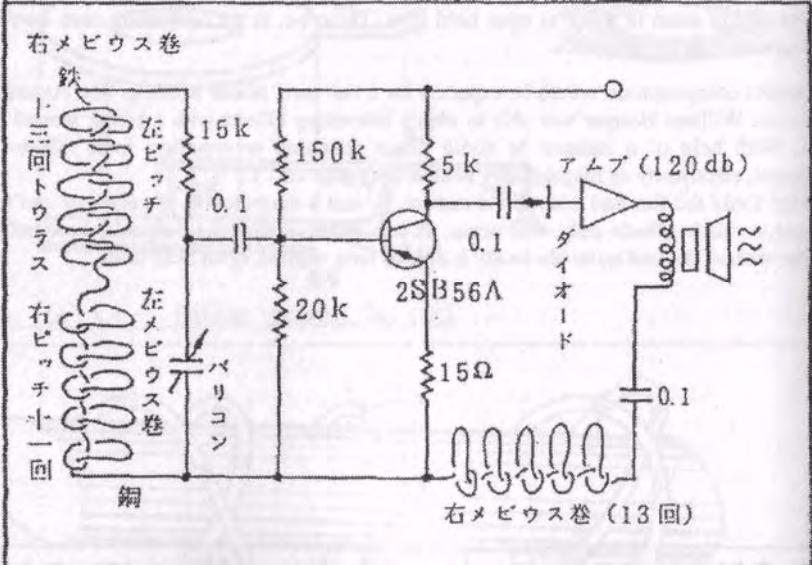 右メビウス巻
鉄
十三回トウラス
左ピッチ
右ピッチ十一回
左メビウス巻
銅
15k
0.1
バリコン
150k
20k
5k
2SB56A
15Ω
0.1
ダイオード
アムプ(120db)
0.1
右メビウス巻(13回)